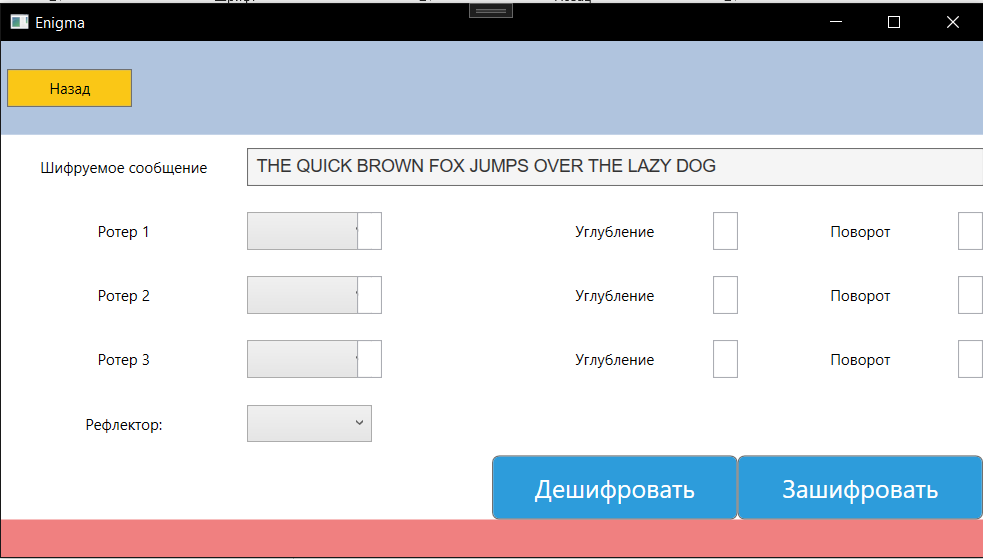 Enigma
Назад
Шифруемое сообщение THE QUICK BROWN FOX JUMPS OVER THE LAZY DOG
Ротер 1 Углубление Поворот
Ротер 2 Углубление Поворот
Ротер 3 Углубление Поворот
Рефлектор:
Дешифровать Зашифровать